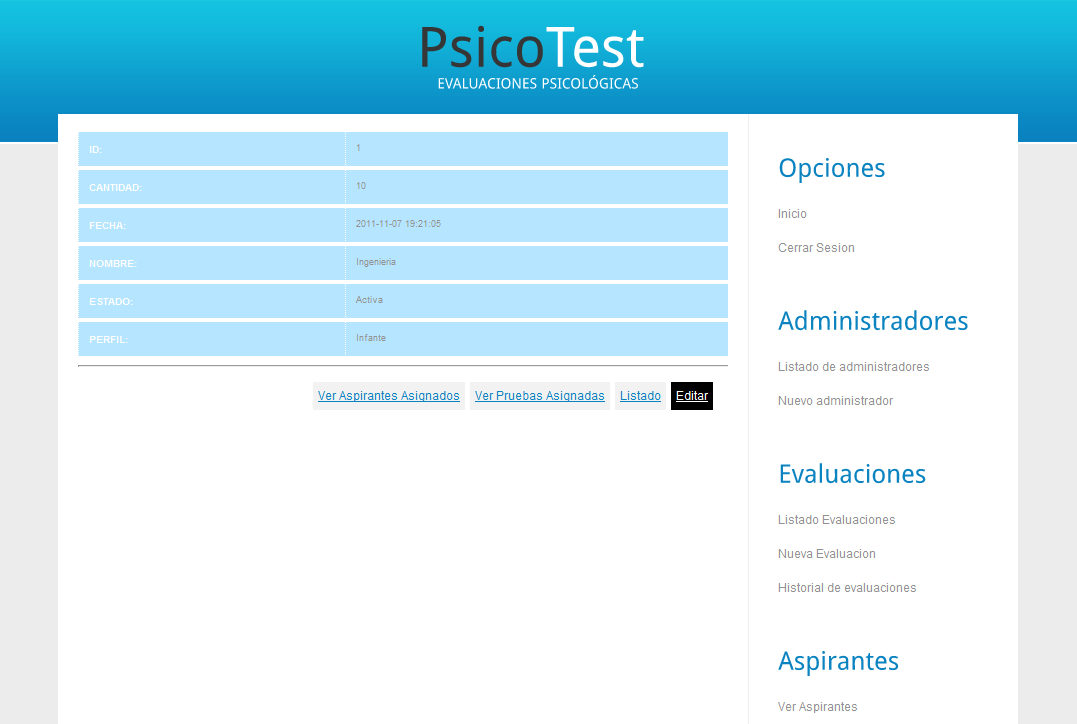 PsicoTest
EVALUACIONES PSICOLÓGICAS
ID: 1
CANTIDAD: 10
FECHA: 2011-11-07 19:21:05
NOMBRE: Ingenieria
ESTADO: Activa
PERFIL: Infante
Ver Aspirantes Asignados Ver Pruebas Asignadas Listado Editar
Opciones
Inicio
Cerrar Sesion
Administradores
Listado de administradores
Nuevo administrador
Evaluaciones
Listado Evaluaciones
Nueva Evaluacion
Historial de evaluaciones
Aspirantes
Ver Aspirantes